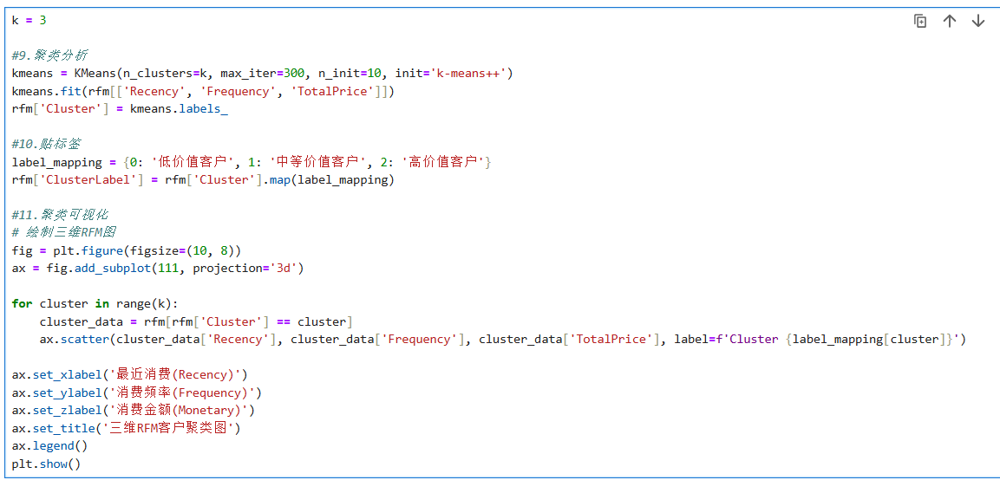 k = 3
#9.聚类分析
kmeans = KMeans(n_clusters=k, max_iter=300, n_init=10, init='k-means++')
kmeans.fit(rfm[['Recency', 'Frequency', 'TotalPrice']])
rfm['Cluster'] = kmeans.labels_
#10.贴标签
label_mapping = {0: '低价值客户', 1: '中等价值客户', 2: '高价值客户'}
rfm['ClusterLabel'] = rfm['Cluster'].map(label_mapping)
#11.聚类可视化
# 绘制三维RFM图
fig = plt.figure(figsize=(10, 8))
ax = fig.add_subplot(111, projection='3d')
for cluster in range(k):
    cluster_data = rfm[rfm['Cluster'] == cluster]
    ax.scatter(cluster_data['Recency'], cluster_data['Frequency'], cluster_data['TotalPrice'], label=f'Cluster {label_mapping[cluster]}')
ax.set_xlabel('最近消费(Recency)')
ax.set_ylabel('消费频率(Frequency)')
ax.set_zlabel('消费金额(Monetary)')
ax.set_title('三维RFM客户聚类图')
ax.legend()
plt.show()